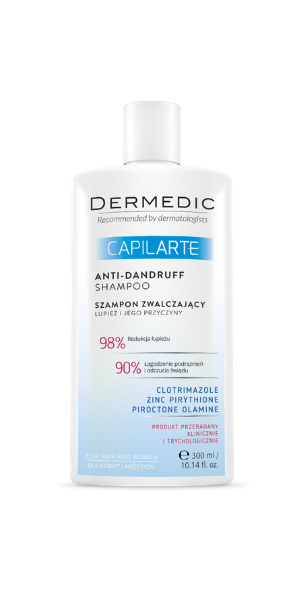 DERMEDIC
Recommended by dermatologists
CAPILARTE
ANTI-DANDRUFF
SHAMPOO
SZAMPON ZWALCZAJĄCY
ŁUPIEŻ I JEGO PRZYCZYNY
98% Redukcja łupieżu
90% Łagodzenie podrażnień
i odczucia świądu
CLOTRIMAZOLE
ZINC PIRYTHIONE
PIROCTONE OLAMINE
PRODUKT PRZEBADANY
KLINICZNIE
I TRYCHOLOGICZNIE
FOR MEN AND WOMEN
DLA KOBIET I MĘŻCZYZN
℮ 300 ml /
10.14 fl. oz.